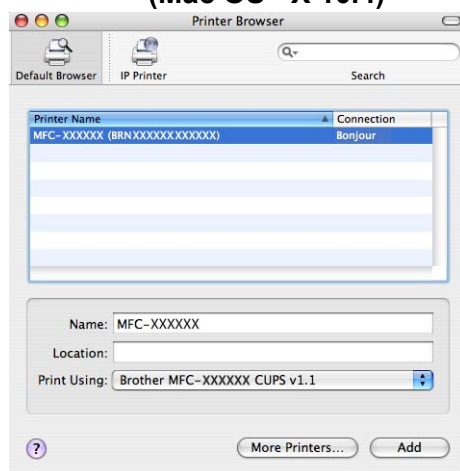 (Mac OS X 10.4)
Printer Browser
Default Browser
IP Printer
Q-
Search
Printer Name
Connection
MFC-XXXXXX (BRNXXXXXXXXXXXX)
Bonjour
Name: MFC-XXXXXX
Location:
Print Using: Brother MFC-XXXXXX CUPS v1.1
?
More Printers...
Add